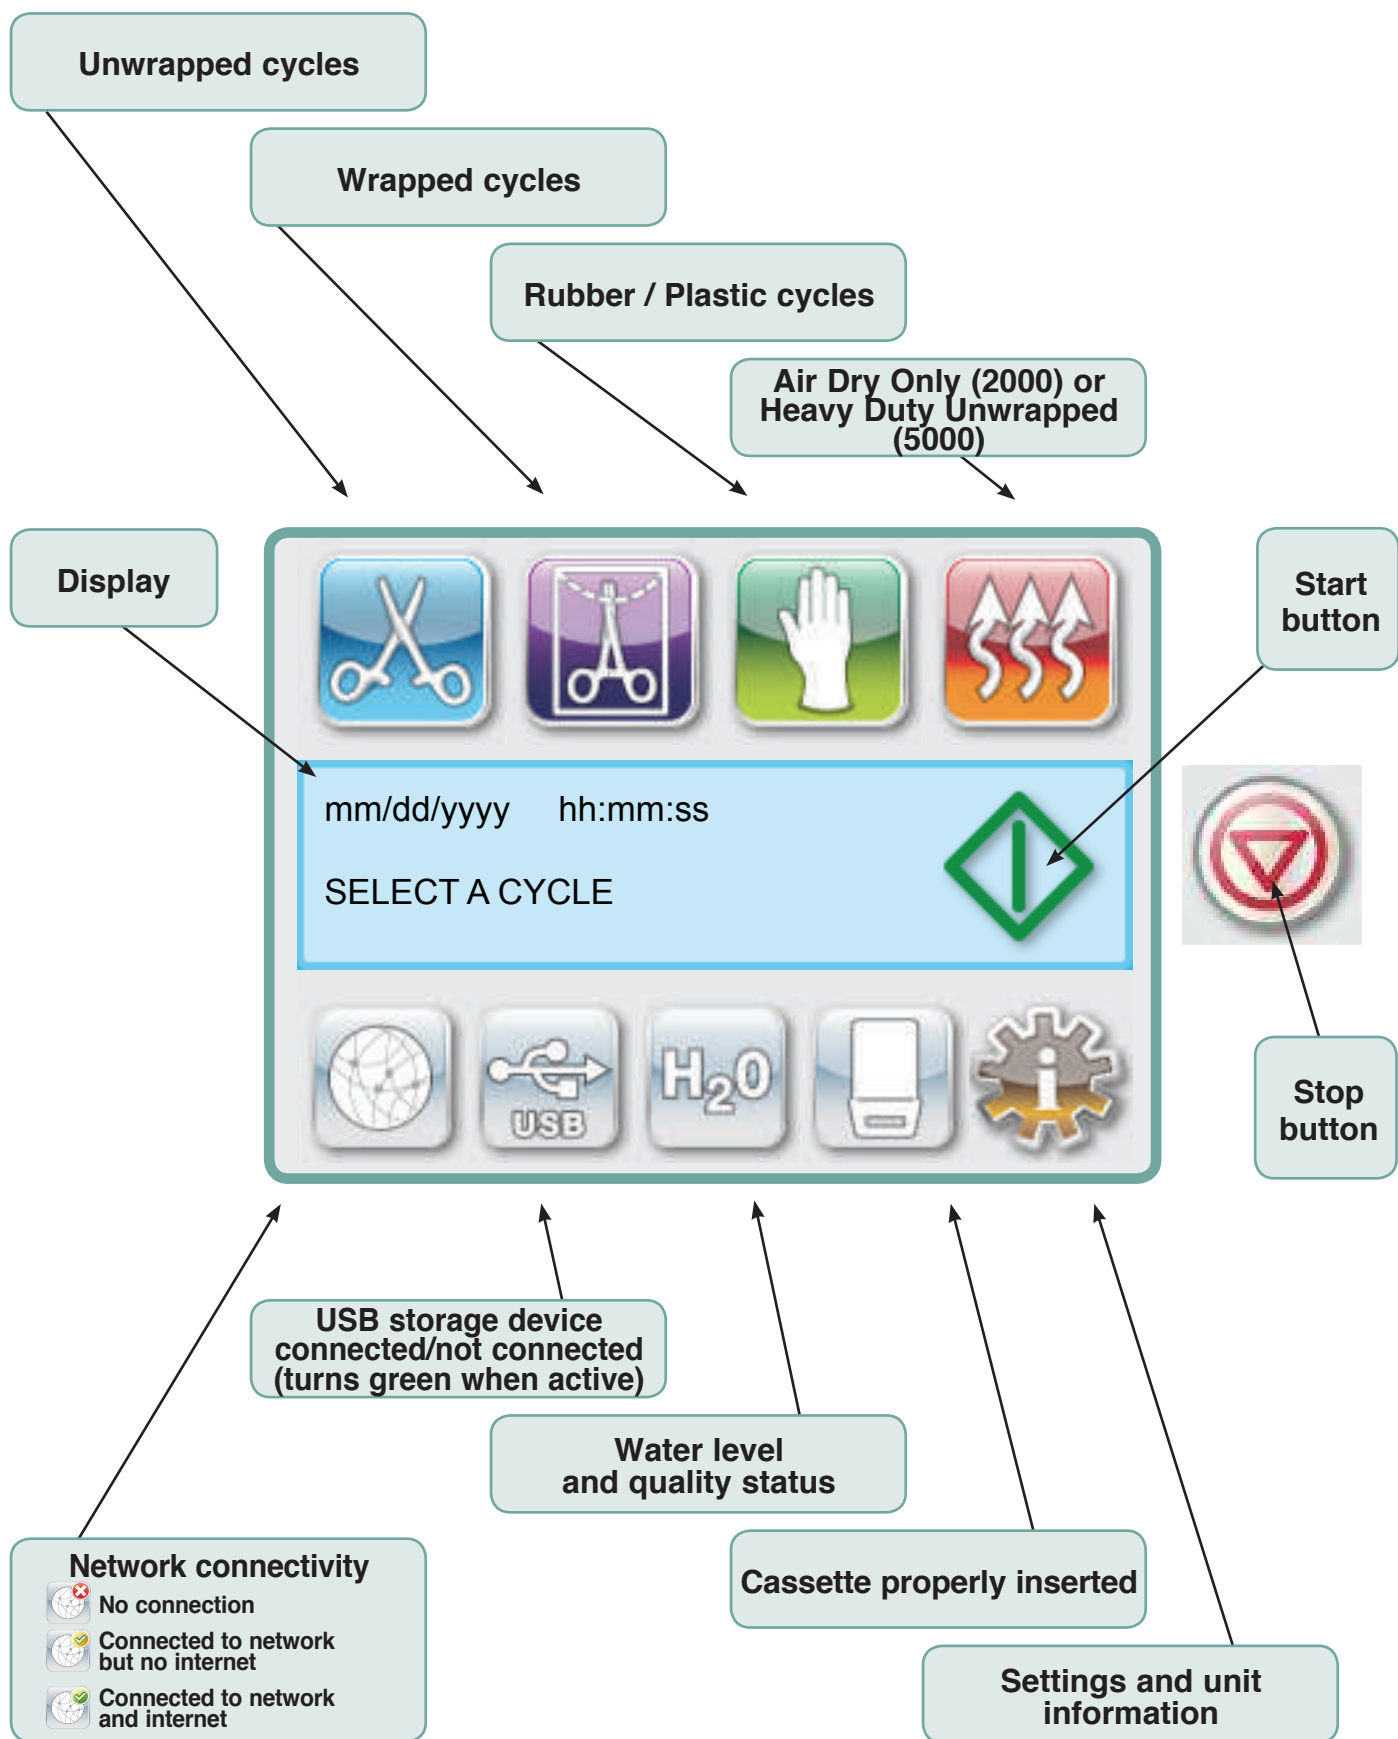 Unwrapped cycles
Wrapped cycles
Rubber / Plastic cycles
Air Dry Only (2000) or
Heavy Duty Unwrapped
(5000)
Display
Start
button
mm/dd/yyyy hh:mm:ss
SELECT A CYCLE
USB
H₂0
i
Stop
button
USB storage device
connected/not connected
(turns green when active)
Water level
and quality status
Cassette properly inserted
Settings and unit
information
Network connectivity
No connection
Connected to network
but no internet
Connected to network
and internet